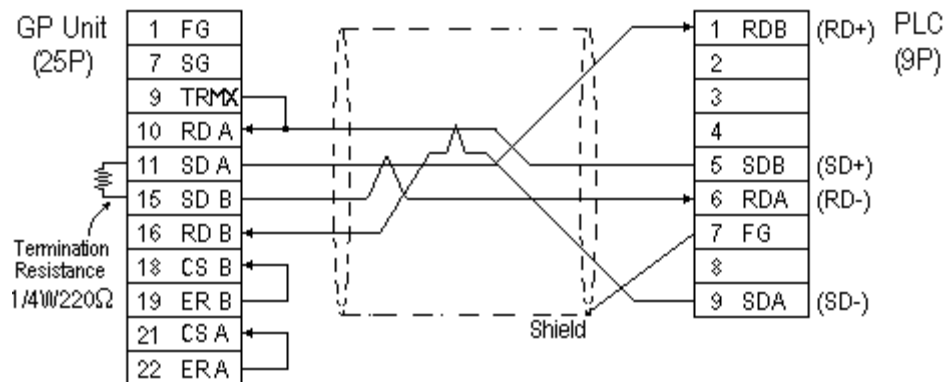 GP Unit
(25P)
1 FG
7 SG
9 TRMX
10 RD A
11 SD A
15 SD B
16 RD B
18 CS B
19 ER B
21 CS A
22 ER A
Termination
Resistance
1/4W220Ω
Shield
PLC
(9P)
1 RDB (RD+)
2
3
4
5 SDB (SD+)
6 RDA (RD-)
7 FG
8
9 SDA (SD-)